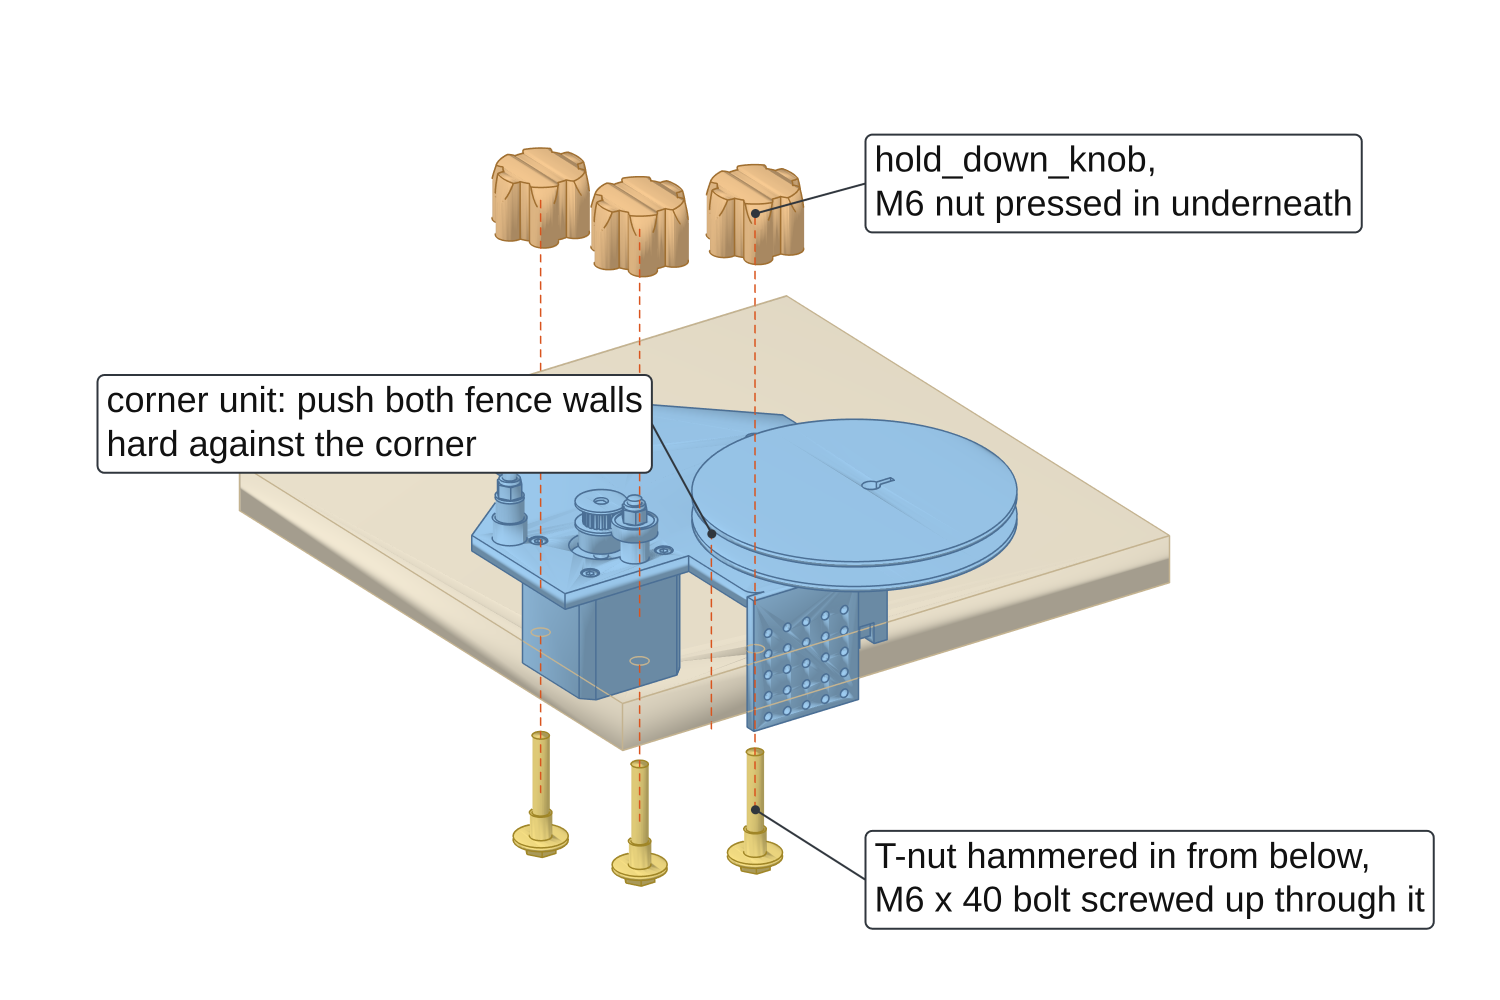 hold_down_knob,
M6 nut pressed in underneath
corner unit: push both fence walls
hard against the corner
T-nut hammered in from below,
M6 x 40 bolt screwed up through it